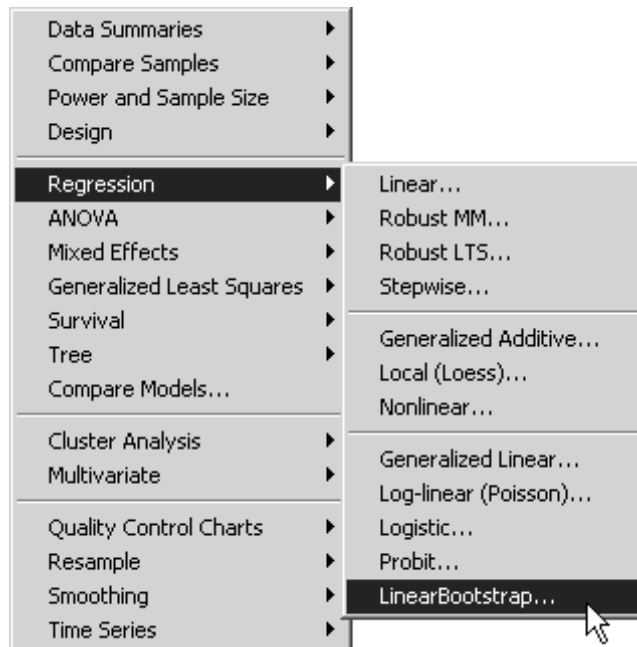 Data Summaries
Compare Samples
Power and Sample Size
Design
Regression
ANOVA
Mixed Effects
Generalized Least Squares
Survival
Tree
Compare Models...
Cluster Analysis
Multivariate
Quality Control Charts
Resample
Smoothing
Time Series
Linear...
Robust MM...
Robust LTS...
Stepwise...
Generalized Additive...
Local (Loess)...
Nonlinear...
Generalized Linear...
Log-linear (Poisson)...
Logistic...
Probit...
LinearBootstrap...